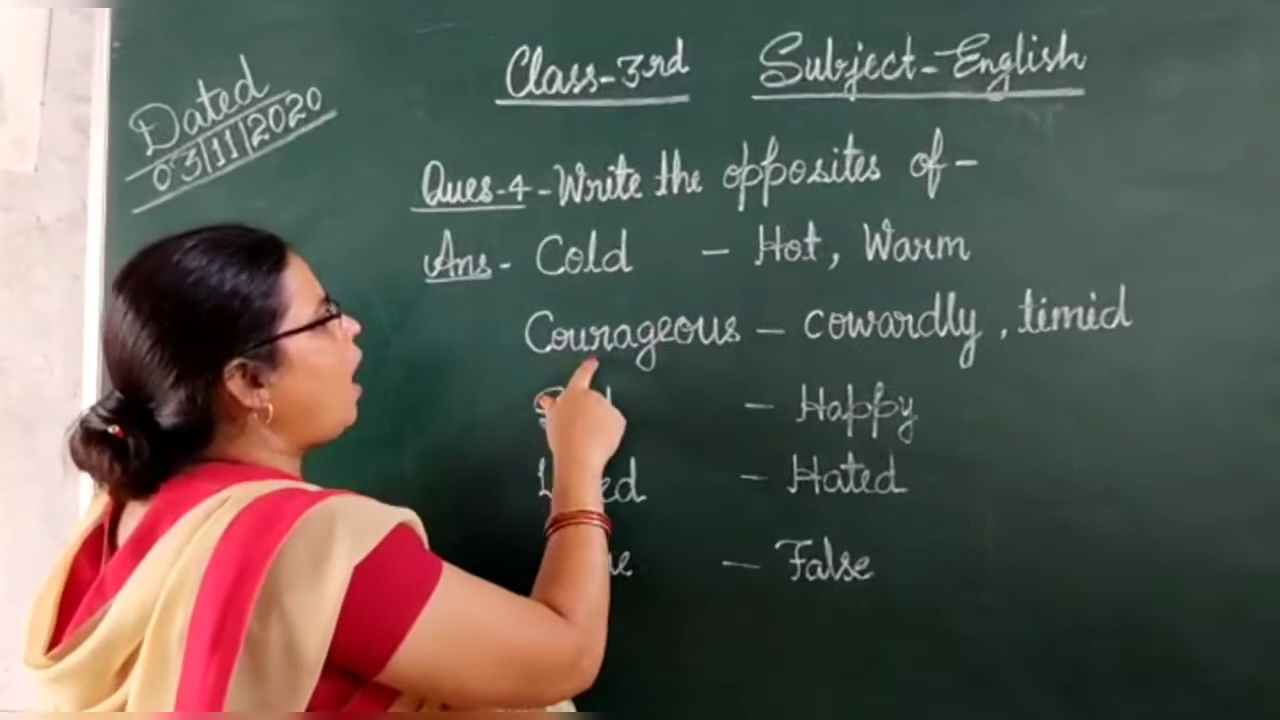 Dated
03/11/2020
Class-3rd Subject-English
Ques-4-Write the opposites of-
Ans- Cold - Hot, Warm
Courageous - cowardly, timid
- Happy
- Hated
- False